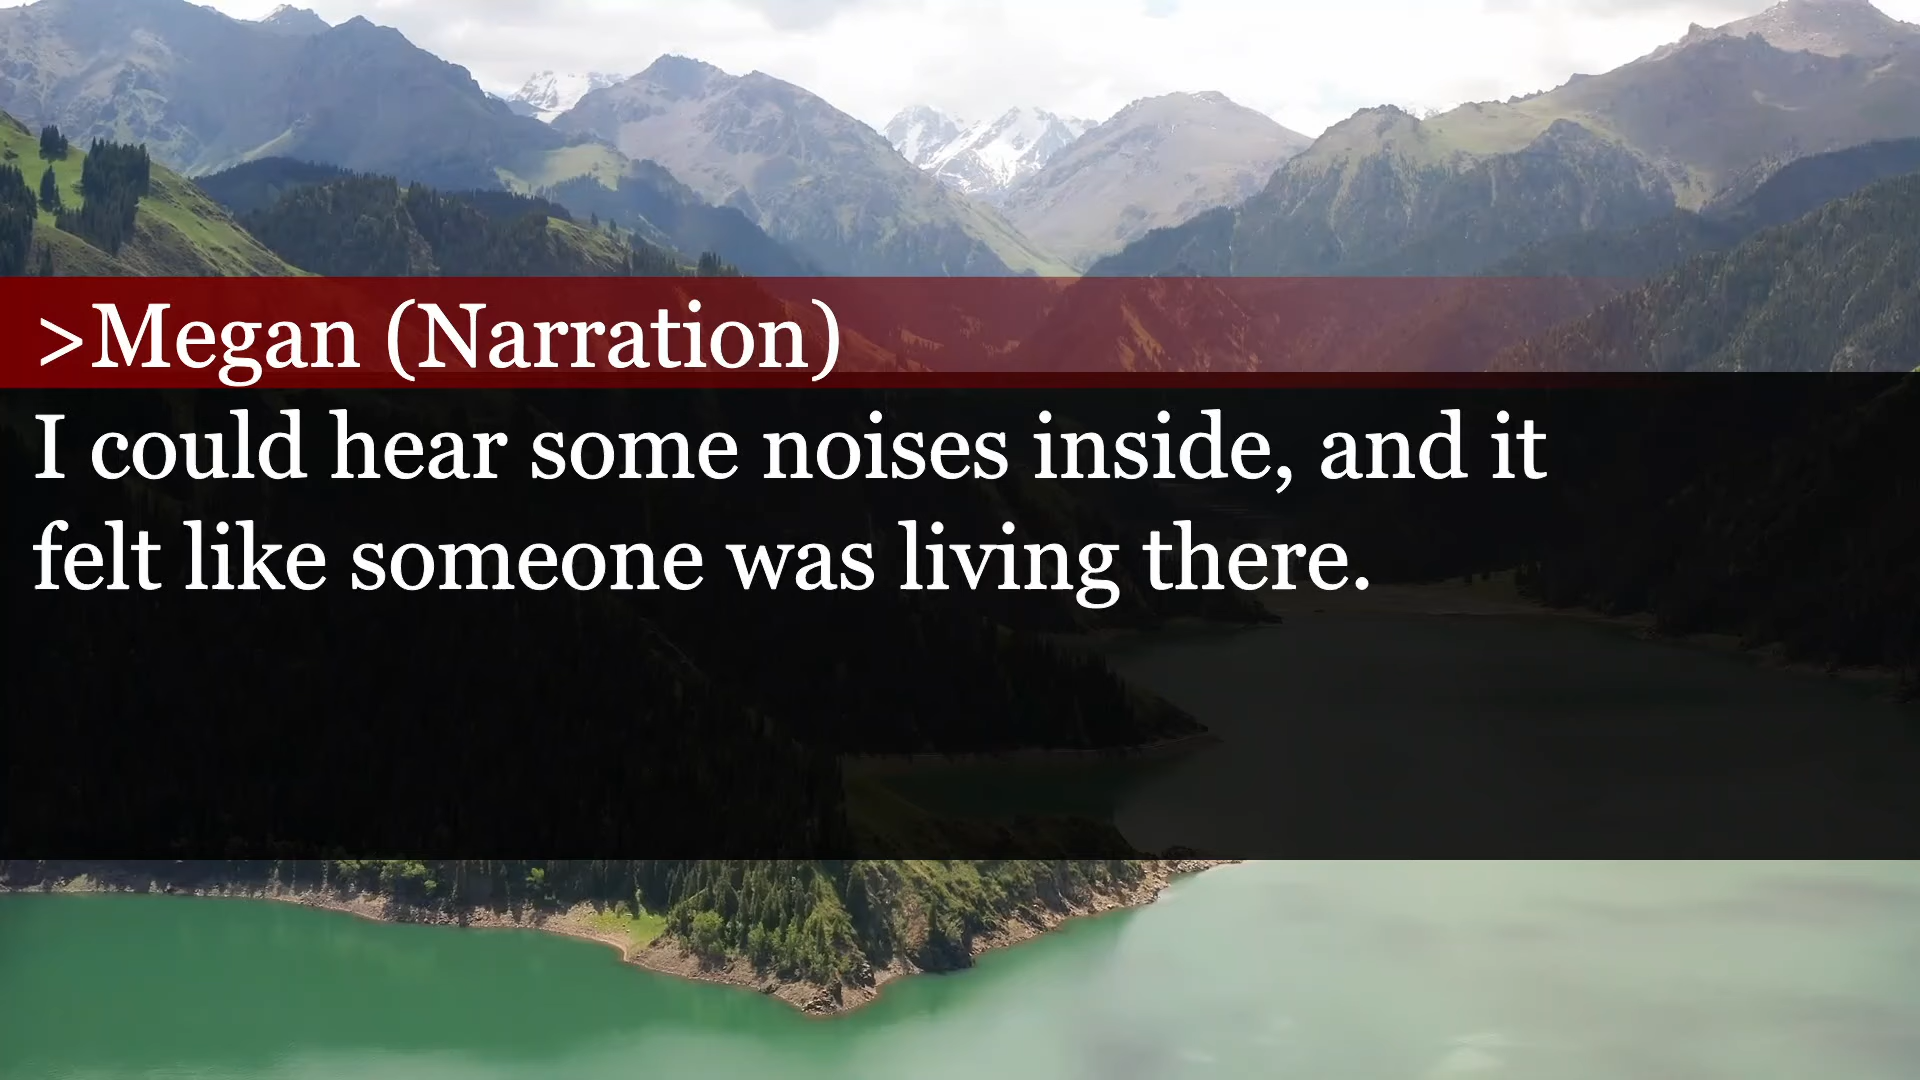 >Megan (Narration)
I could hear some noises inside, and it
felt like someone was living there.